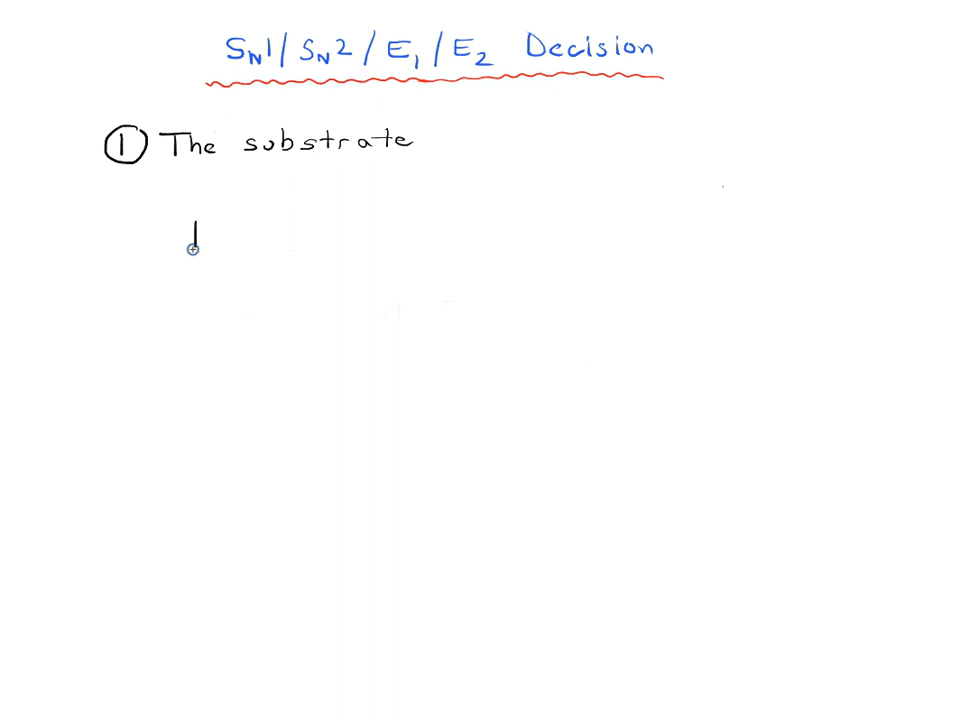 SN1 / SN2 / E1 / E2 Decision
① The substrate